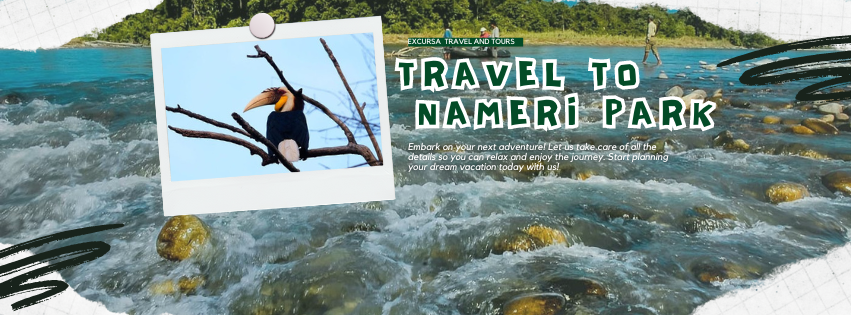 EXCURSA TRAVEL AND TOURS
TRAVEL TO
NAMERI PARK
Embark on your next adventure! Let us take care of all the
details so you can relax and enjoy the journey. Start planning
your dream vacation today with us!